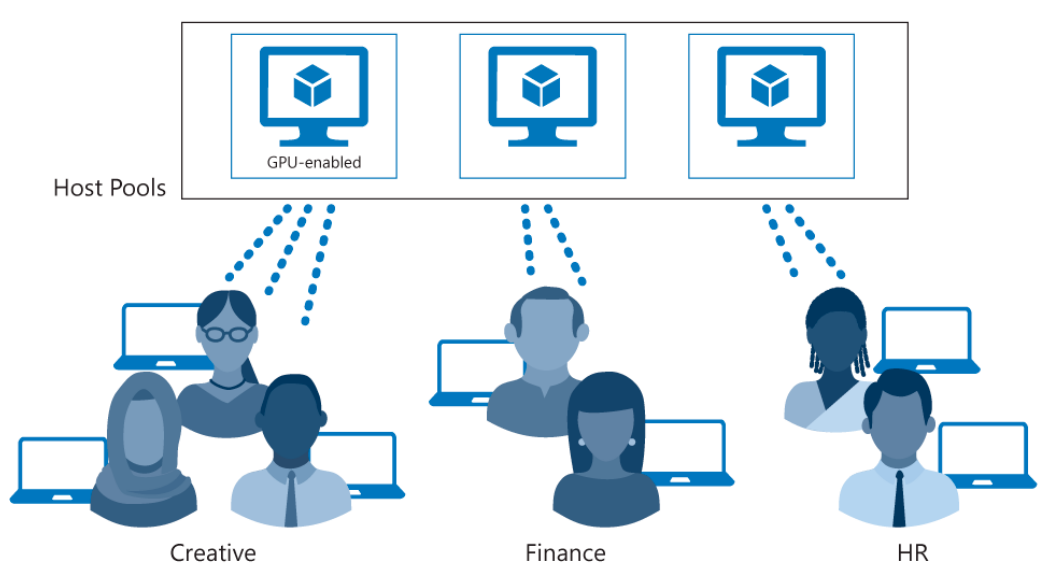 GPU-enabled
Host Pools
Creative
Finance
HR